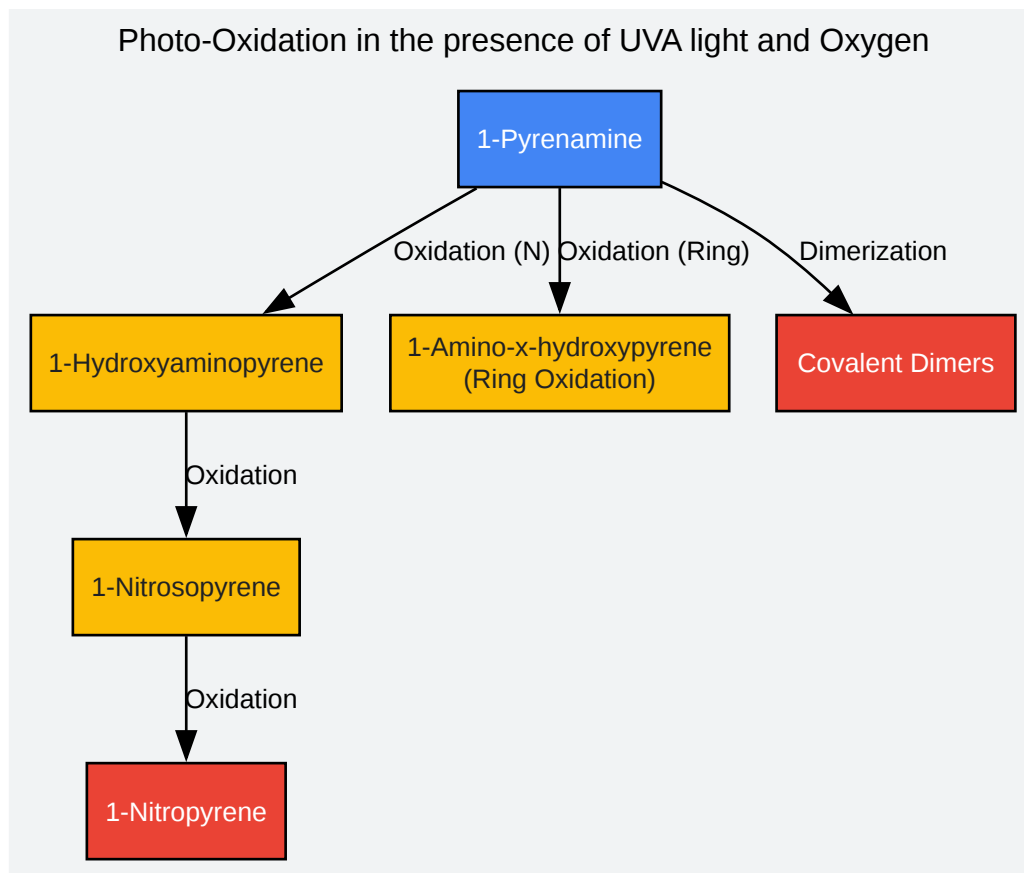 Photo-Oxidation in the presence of UVA light and Oxygen
1-Pyrenamine
Oxidation (N)
Oxidation (Ring)
Dimerization
1-Hydroxyaminopyrene
1-Amino-x-hydroxypyrene
(Ring Oxidation)
Covalent Dimers
Oxidation
1-Nitrosopyrene
Oxidation
1-Nitropyrene